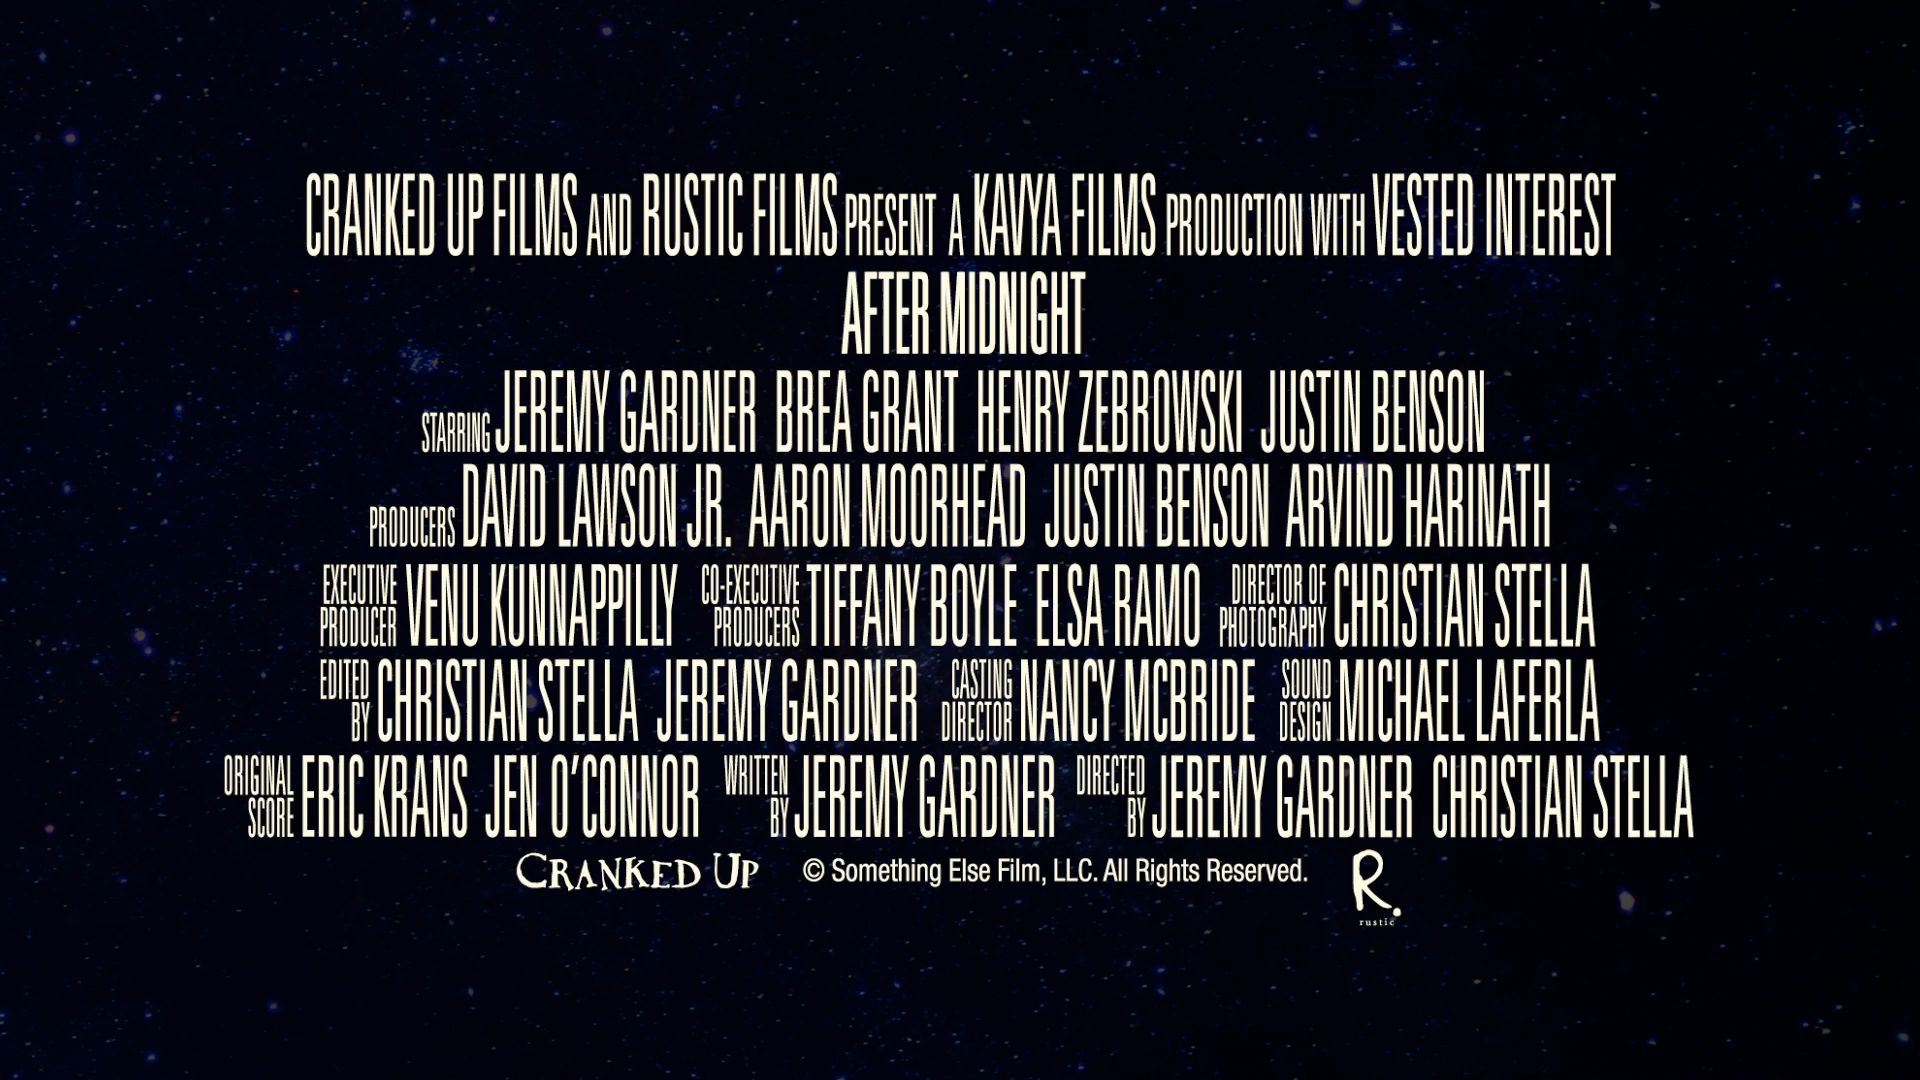 CRANKED UP FILMS AND RUSTIC FILMS PRESENT A KAVYA FILMS PRODUCTION WITH VESTED INTEREST
AFTER MIDNIGHT
STARRING JEREMY GARDNER BREA GRANT HENRY ZEBROWSKI JUSTIN BENSON
PRODUCERS DAVID LAWSON JR. AARON MOORHEAD JUSTIN BENSON ARVIND HARINATH
EXECUTIVE PRODUCER VENU KUNNAPPILLY CO-EXECUTIVE PRODUCERS TIFFANY BOYLE ELSA RAMO DIRECTOR OF PHOTOGRAPHY CHRISTIAN STELLA
EDITED BY CHRISTIAN STELLA JEREMY GARDNER CASTING DIRECTOR NANCY MCBRIDE SOUND DESIGN MICHAEL LAFERLA
ORIGINAL SCORE ERIC KRANS JEN O'CONNOR WRITTEN BY JEREMY GARDNER DIRECTED BY JEREMY GARDNER CHRISTIAN STELLA
CRANKED UP © Something Else Film, LLC. All Rights Reserved. R.
rustic